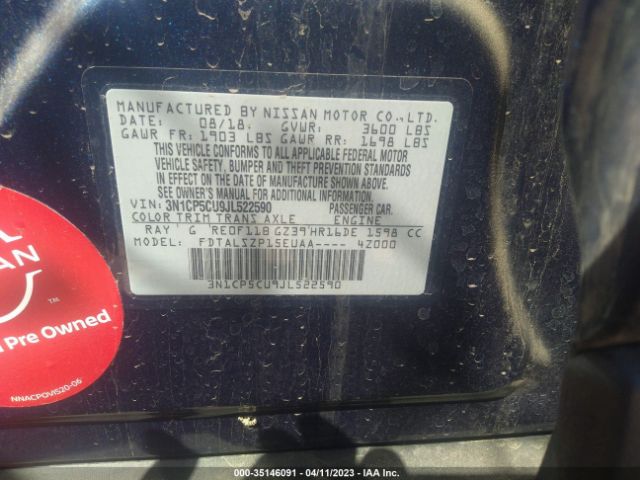 MANUFACTURED BY NISSAN MOTOR CO.,LTD.
DATE: 08/18. GVWR: 3600 LBS
GAWR FR: 1903 LBS GAWR RR: 1698 LBS
THIS VEHICLE CONFORMS TO ALL APPLICABLE FEDERAL MOTOR
VEHICLE SAFETY, BUMPER AND THEFT PREVENTION STANDARDS
IN EFFECT ON THE DATE OF MANUFACTURE SHOWN ABOVE.
SEE OWNER'S MANUAL FOR ADDITIONAL INFORMATION.
VIN: 3N1CP5CU9JL522590 PASSENGER CAR.
COLOR TRIM TRANS AXLE ENGINE
RAY G RE0F11B GZ39 HR16DE 1598 CC
MODEL: FDTALSZP15EUAA---- 4Z000
3N1CP5CU9JL522590
SAN
TM
Pre Owned
NNACPOVIS20-06
000-35146091 - 04/11/2023 - IAA Inc.